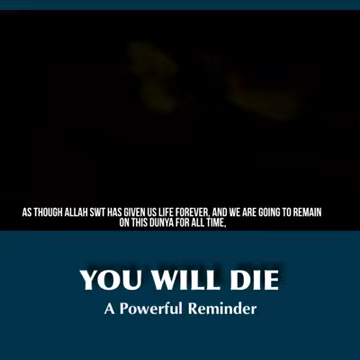 AS THOUGH ALLAH SWT HAS GIVEN US LIFE FOREVER, AND WE ARE GOING TO REMAIN
ON THIS DUNYA FOR ALL TIME,
YOU WILL DIE
A Powerful Reminder